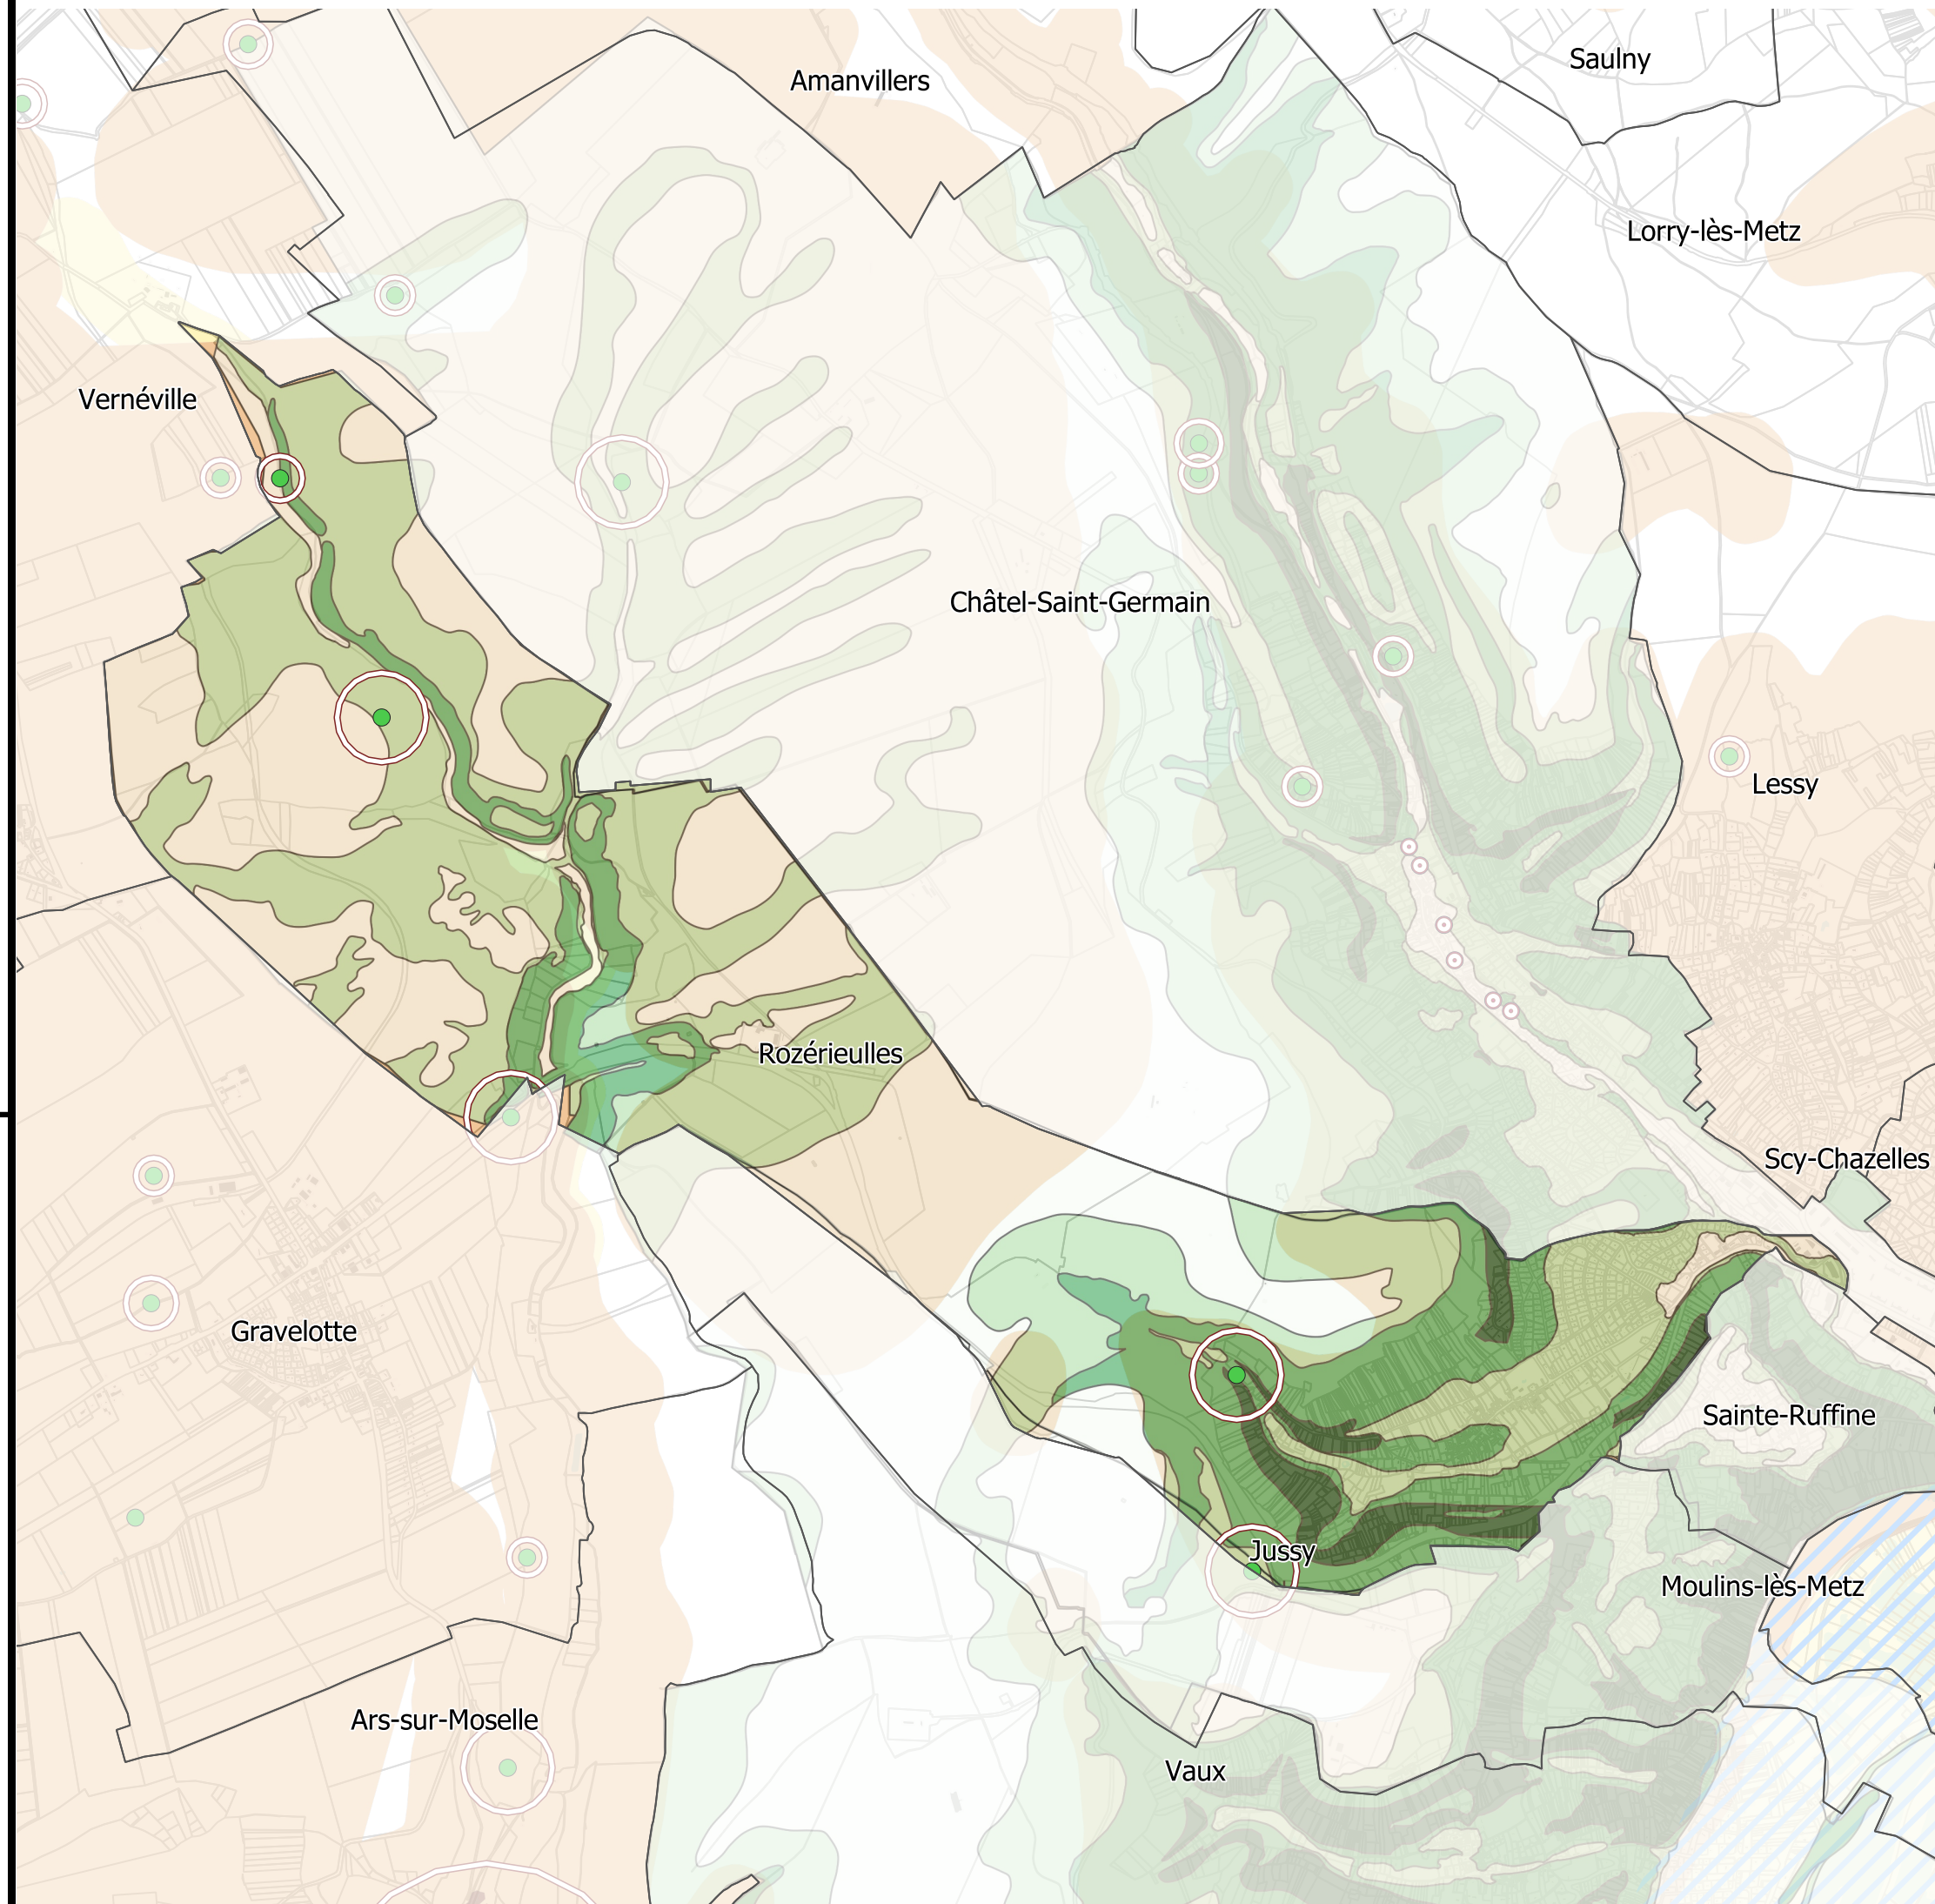 Saulny
Amanvillers
Lorry-lès-Metz
Vernéville
Châtel-Saint-Germain
Lessy
Rozérieulles
Scy-Chazelles
Gravelotte
Sainte-Ruffine
Jussy
Moulins-lès-Metz
Ars-sur-Moselle
Vaux